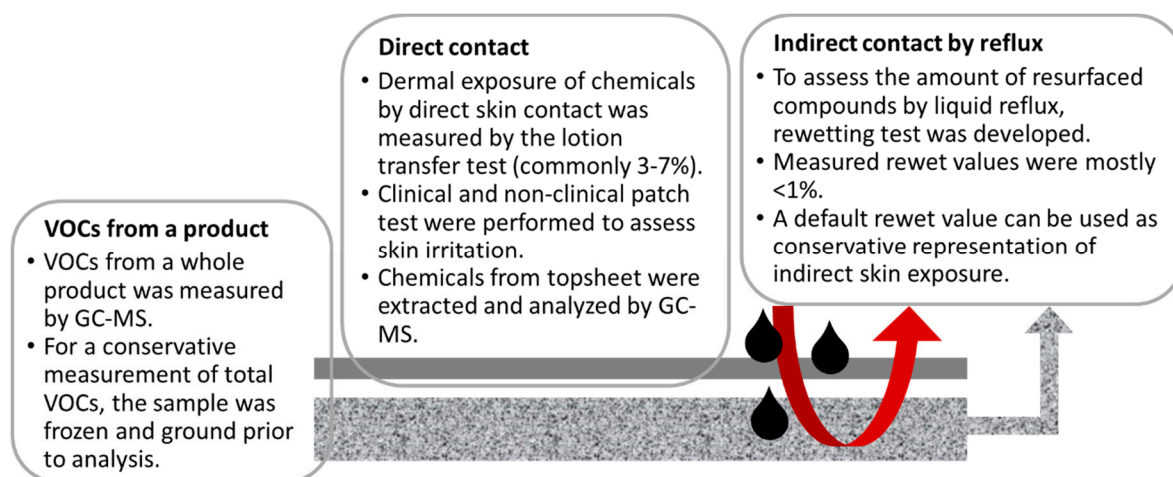 VOCs from a product
• VOCs from a whole
product was measured
by GC-MS.
• For a conservative
measurement of total
VOCs, the sample was
frozen and ground prior
to analysis.
Direct contact
• Dermal exposure of chemicals
by direct skin contact was
measured by the lotion
transfer test (commonly 3-7%).
• Clinical and non-clinical patch
test were performed to assess
skin irritation.
• Chemicals from topsheet were
extracted and analyzed by GC-
MS.
Indirect contact by reflux
• To assess the amount of resurfaced
compounds by liquid reflux,
rewetting test was developed.
• Measured rewet values were mostly
<1%.
• A default rewet value can be used as
conservative representation of
indirect skin exposure.